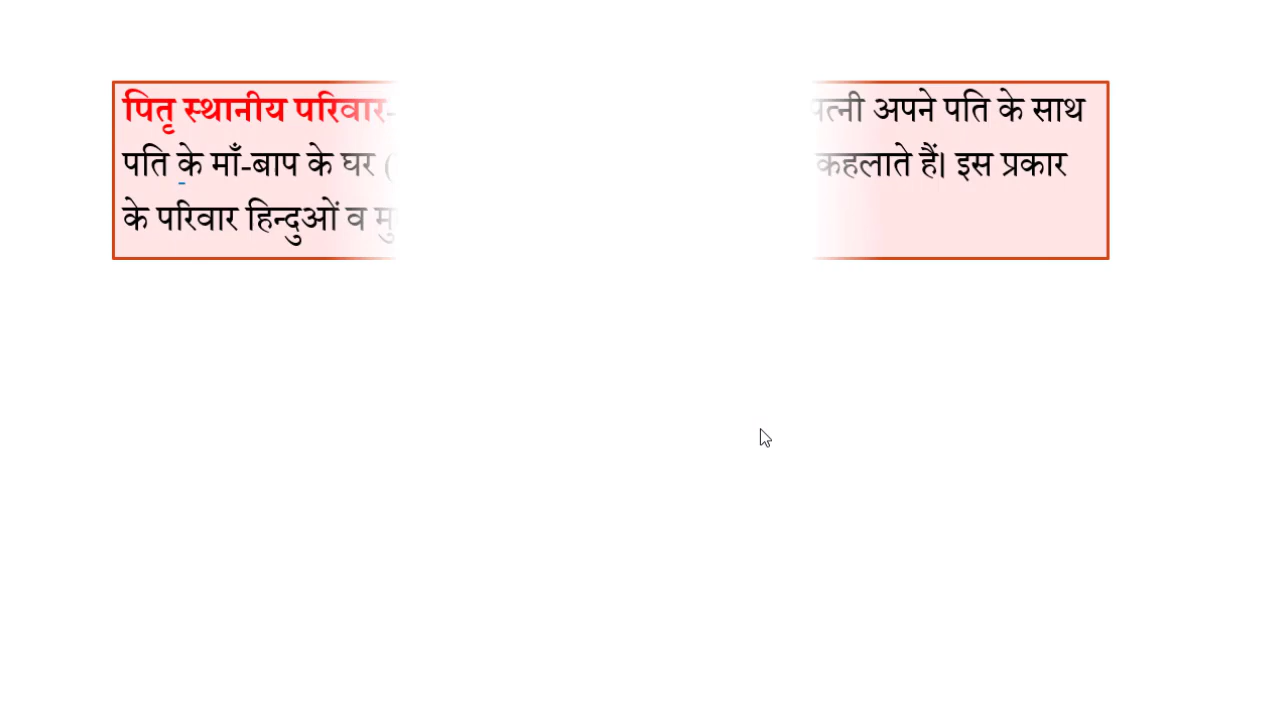 पितृ स्थानीय परिवार- पत्नी अपने पति के साथ
पति के माँ-बाप के घर ( कहलाते हैं। इस प्रकार
के परिवार हिन्दुओं व